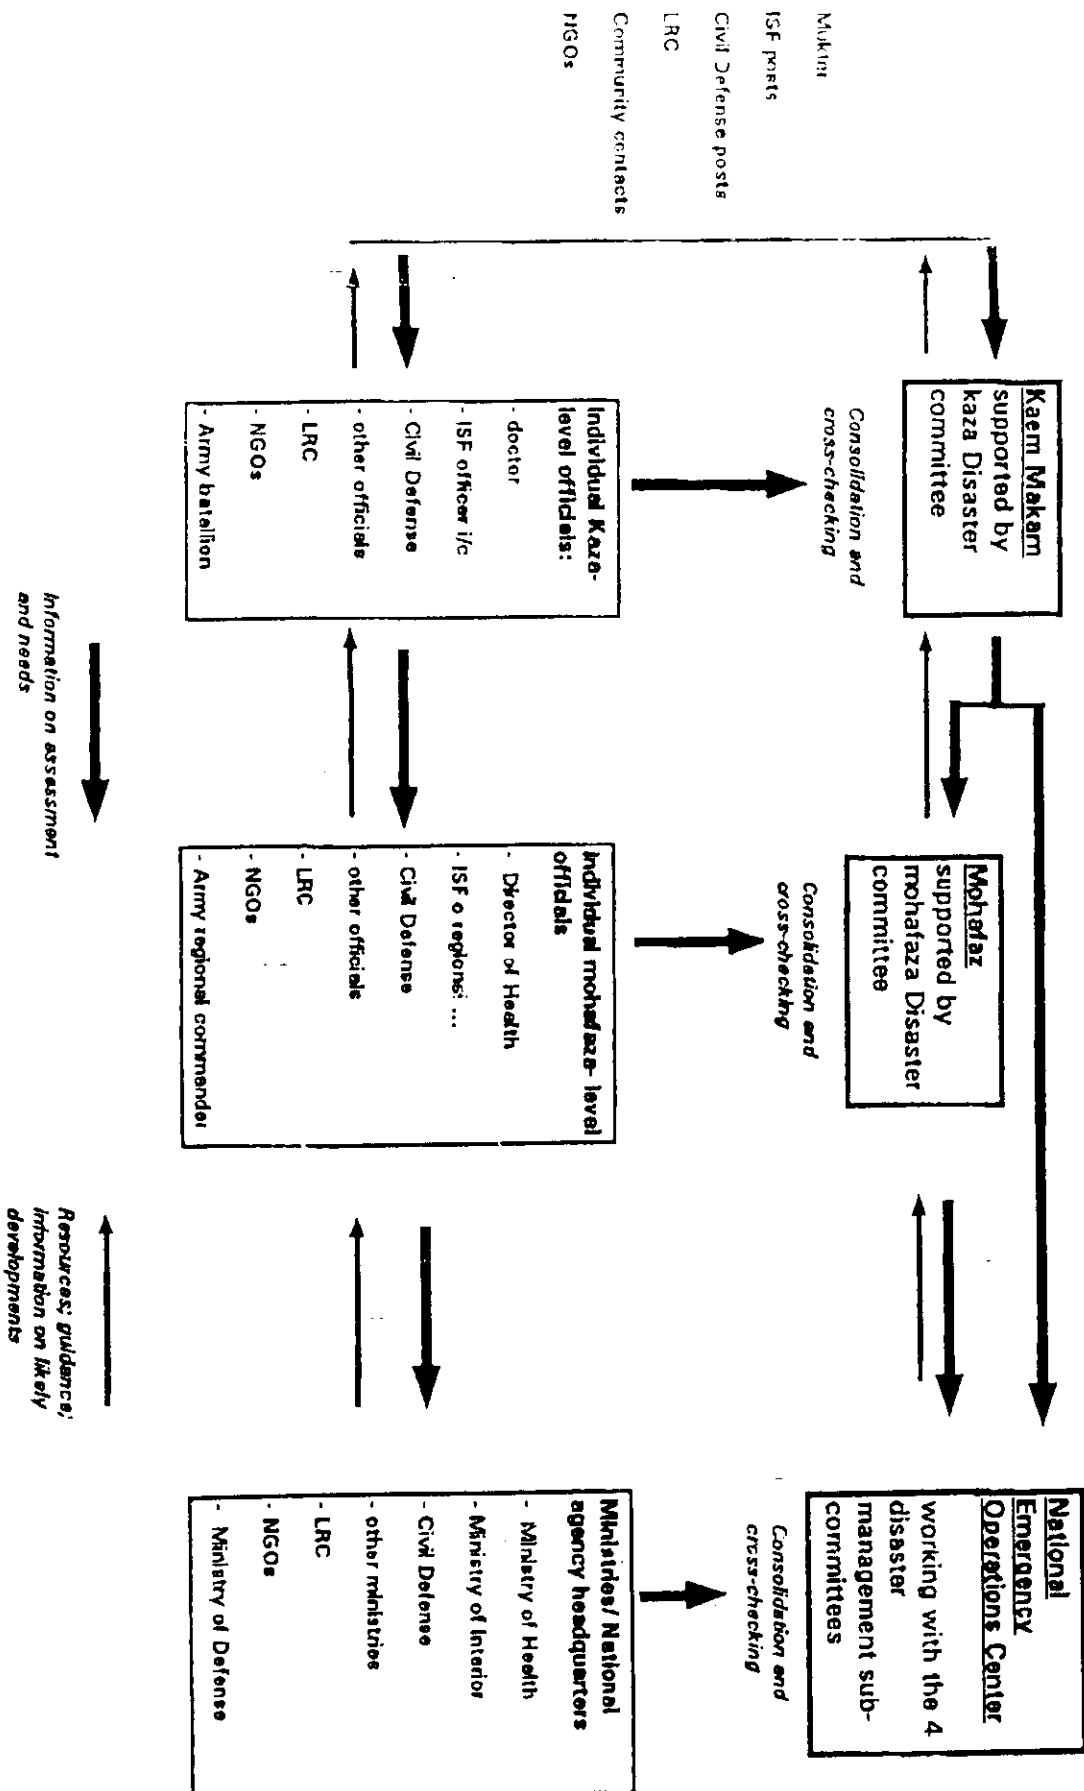 Muktar
ISF posts
Civil Defense posts
LRC
Community contacts
NGOs
Kaem Makam
supported by
kaza Disaster
committee
Consolidation and
cross-checking
Individual Kaza-
level officials:
- doctor
- ISF officer i/c
- Civil Defense
- other officials
- LRC
- NGOs
- Army batallion
Mohafaz
supported by
mohafaza Disaster
committee
Consolidation and
cross-checking
Individual mohafaza- level
officials
- Director of Health
- ISF o regional ...
- Civil Defense
- other officials
- LRC
- NGOs
- Army regional commander
National
Emergency
Operations Center
working with the 4
disaster
management sub-
committees
Consolidation and
cross-checking
Ministries/ National
agency headquarters
- Ministry of Health
- Ministry of Interior
- Civil Defense
- other ministries
- LRC
- NGOs
- Ministry of Defense
Information on assessment
and needs
Resources; guidance;
information on likely
developments